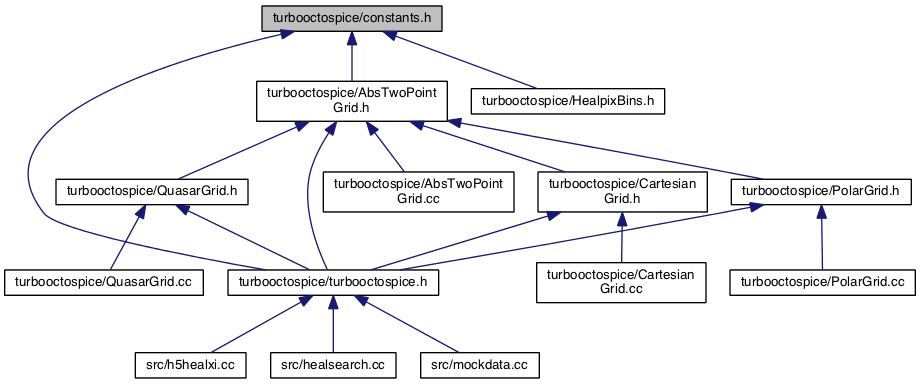 turbooctospice/constants.h
turbooctospice/AbsTwoPoint
Grid.h
turbooctospice/HealpixBins.h
turbooctospice/QuasarGrid.h
turbooctospice/AbsTwoPoint
Grid.cc
turbooctospice/Cartesian
Grid.h
turbooctospice/PolarGrid.h
turbooctospice/QuasarGrid.cc
turbooctospice/turbooctospice.h
turbooctospice/Cartesian
Grid.cc
turbooctospice/PolarGrid.cc
src/h5healxi.cc
src/healsearch.cc
src/mockdata.cc